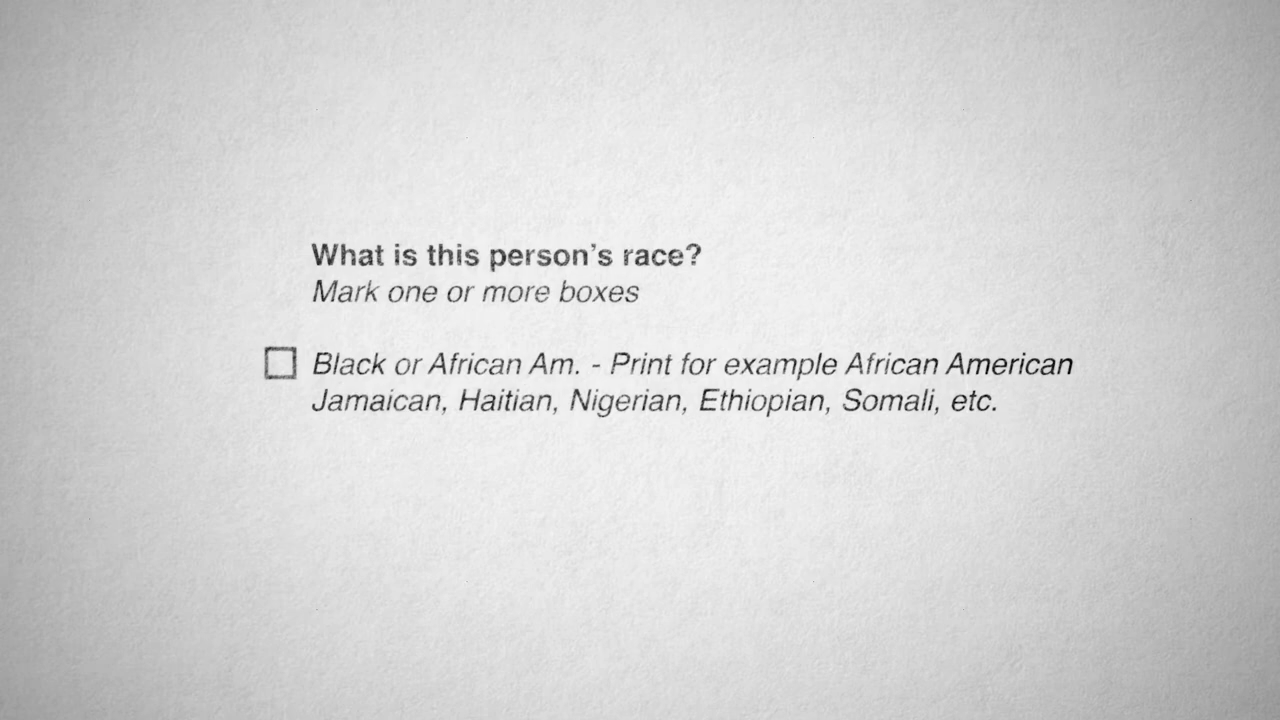 What is this person's race?
Mark one or more boxes
Black or African Am. - Print for example African American
Jamaican, Haitian, Nigerian, Ethiopian, Somali, etc.